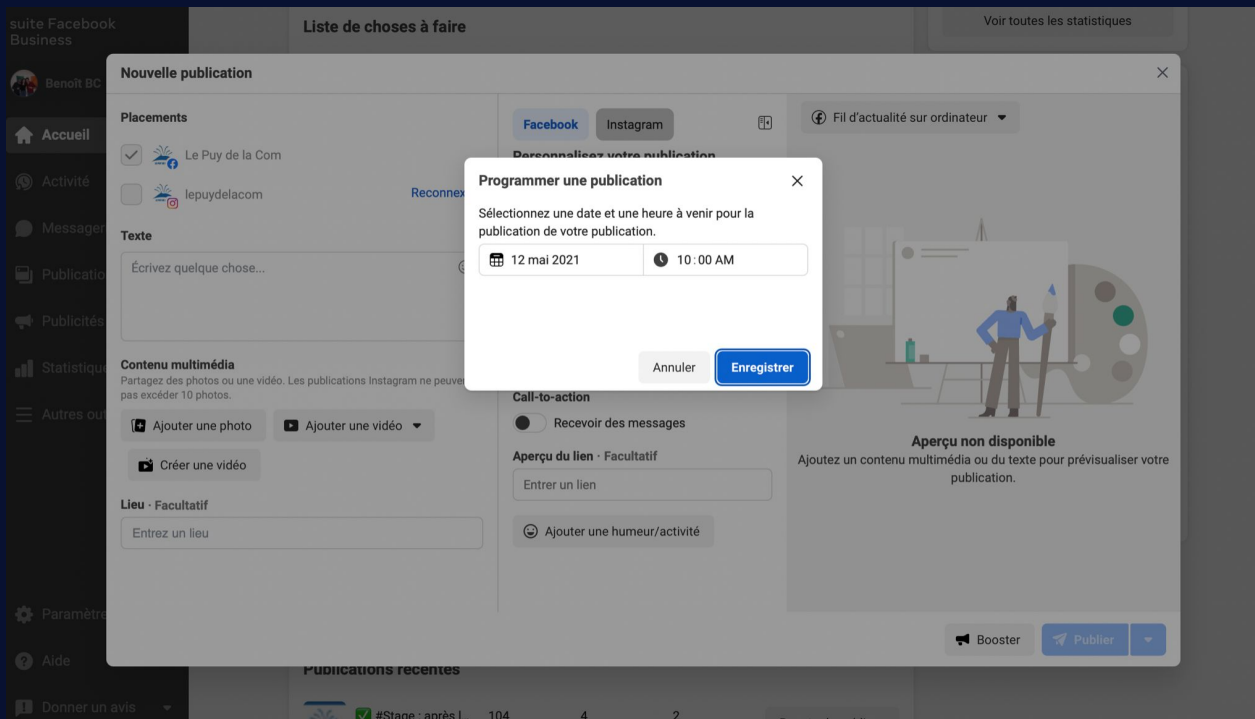 suite Facebook
Business
Benoît BC
Accueil
Activité
Messager
Publicatio
Publicités
Statistique
Autres out
Paramètre
Aide
Donner un avis
Liste de choses à faire
Voir toutes les statistiques
Nouvelle publication
Placements
Le Puy de la Com
lepuydelacom
Reconnex
Texte
Écrivez quelque chose...
Contenu multimédia
Partagez des photos ou une vidéo. Les publications Instagram ne peuve
pas excéder 10 photos.
Ajouter une photo
Ajouter une vidéo
Créer une vidéo
Lieu · Facultatif
Entrez un lieu
Facebook
Instagram
Personnalisez votre publication
Programmer une publication
Sélectionnez une date et une heure à venir pour la
publication de votre publication.
12 mai 2021
10:00 AM
Annuler
Enregistrer
Call-to-action
Recevoir des messages
Aperçu du lien · Facultatif
Entrer un lien
Ajouter une humeur/activité
Fil d'actualité sur ordinateur
Aperçu non disponible
Ajoutez un contenu multimédia ou du texte pour prévisualiser votre
publication.
Booster
Publier
Publications récentes
#Stage : après l... 104 4 2